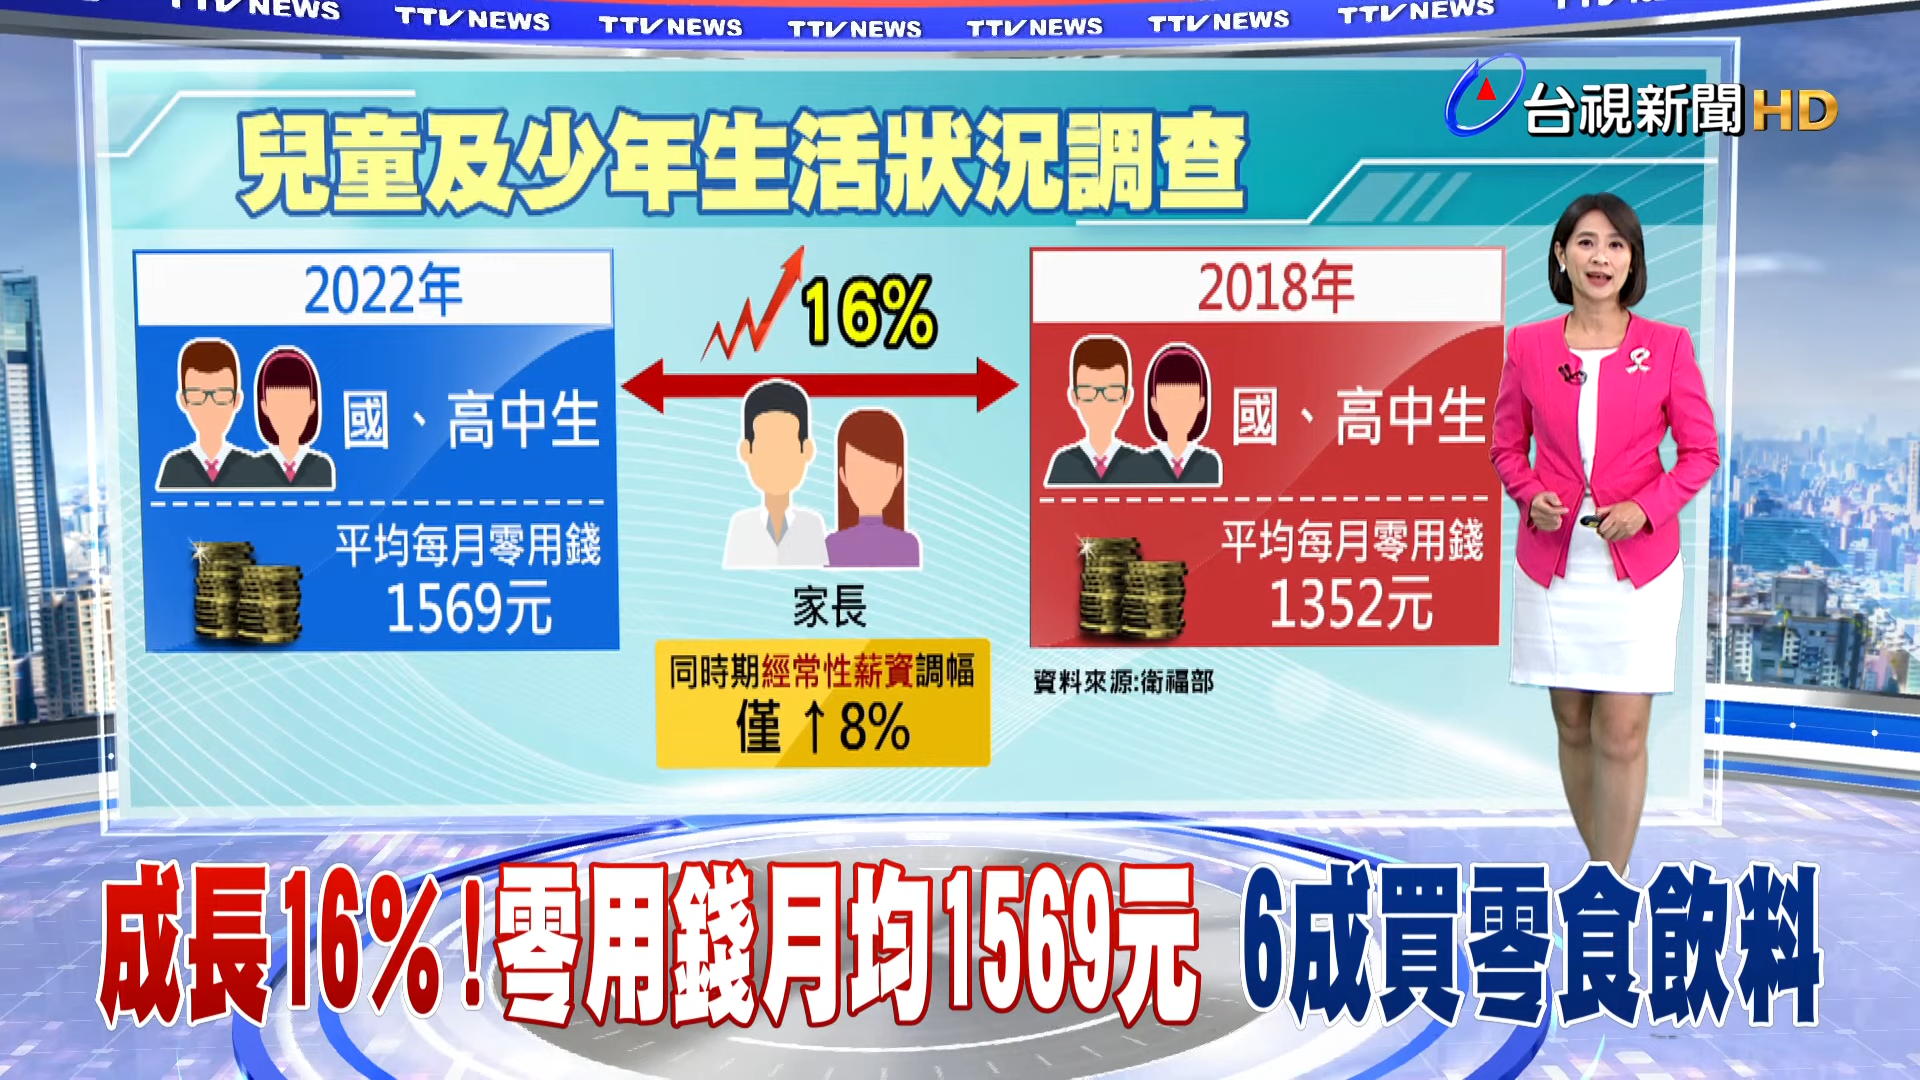 TTV NEWS TTV NEWS TTV NEWS TTV NEWS TTV NEWS TTV NEWS TTV NEWS
台視新聞HD
兒童及少年生活狀況調查
2022年
國、高中生
平均每月零用錢
1569元
16%
家長
同時期經常性薪資調幅
僅↑8%
2018年
國、高中生
平均每月零用錢
1352元
資料來源:衛福部
成長16%!零用錢月均1569元 6成買零食飲料